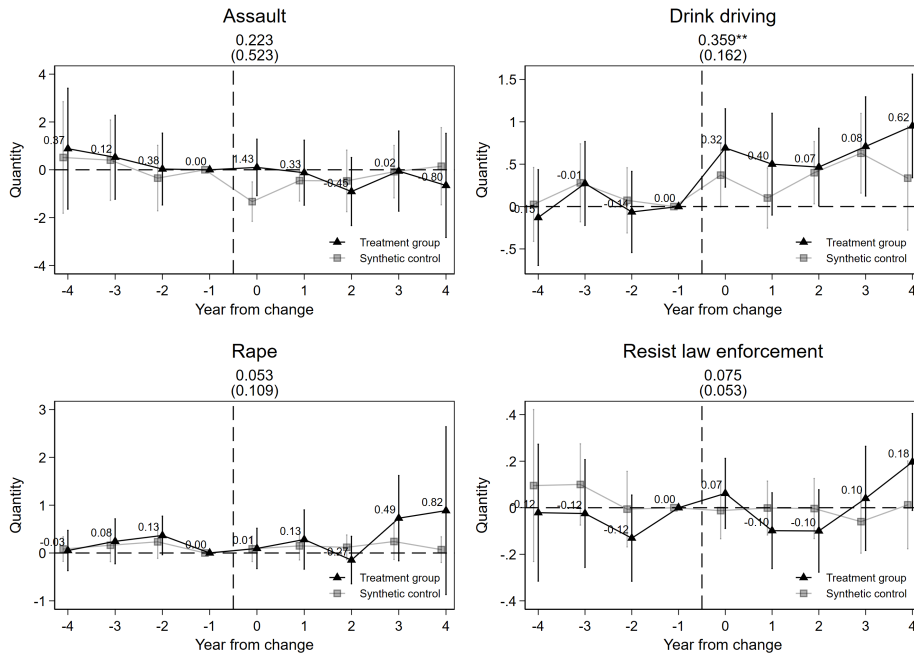 Assault
0.223
(0.523)
4
2
0
-2
-4
Quantity
0.37
0.12
0.38
0.00
1.43
0.33
-0.45
0.02
-0.80
Treatment group
Synthetic control
-4 -3 -2 -1 0 1 2 3 4
Year from change
Drink driving
0.359**
(0.162)
1.5
1
.5
0
-.5
Quantity
-0.15
-0.01
-0.14
0.00
0.32
0.40
0.07
0.08
0.62
Treatment group
Synthetic control
-4 -3 -2 -1 0 1 2 3 4
Year from change
Rape
0.053
(0.109)
3
2
1
0
-1
Quantity
-0.03
0.08
0.13
0.01
0.13
-0.27
0.49
0.82
Treatment group
Synthetic control
-4 -3 -2 -1 0 1 2 3 4
Year from change
Resist law enforcement
0.075
(0.053)
.4
.2
0
-.2
-.4
Quantity
-0.12
-0.12
-0.12
0.00
0.07
-0.10
-0.10
0.10
0.18
Treatment group
Synthetic control
-4 -3 -2 -1 0 1 2 3 4
Year from change